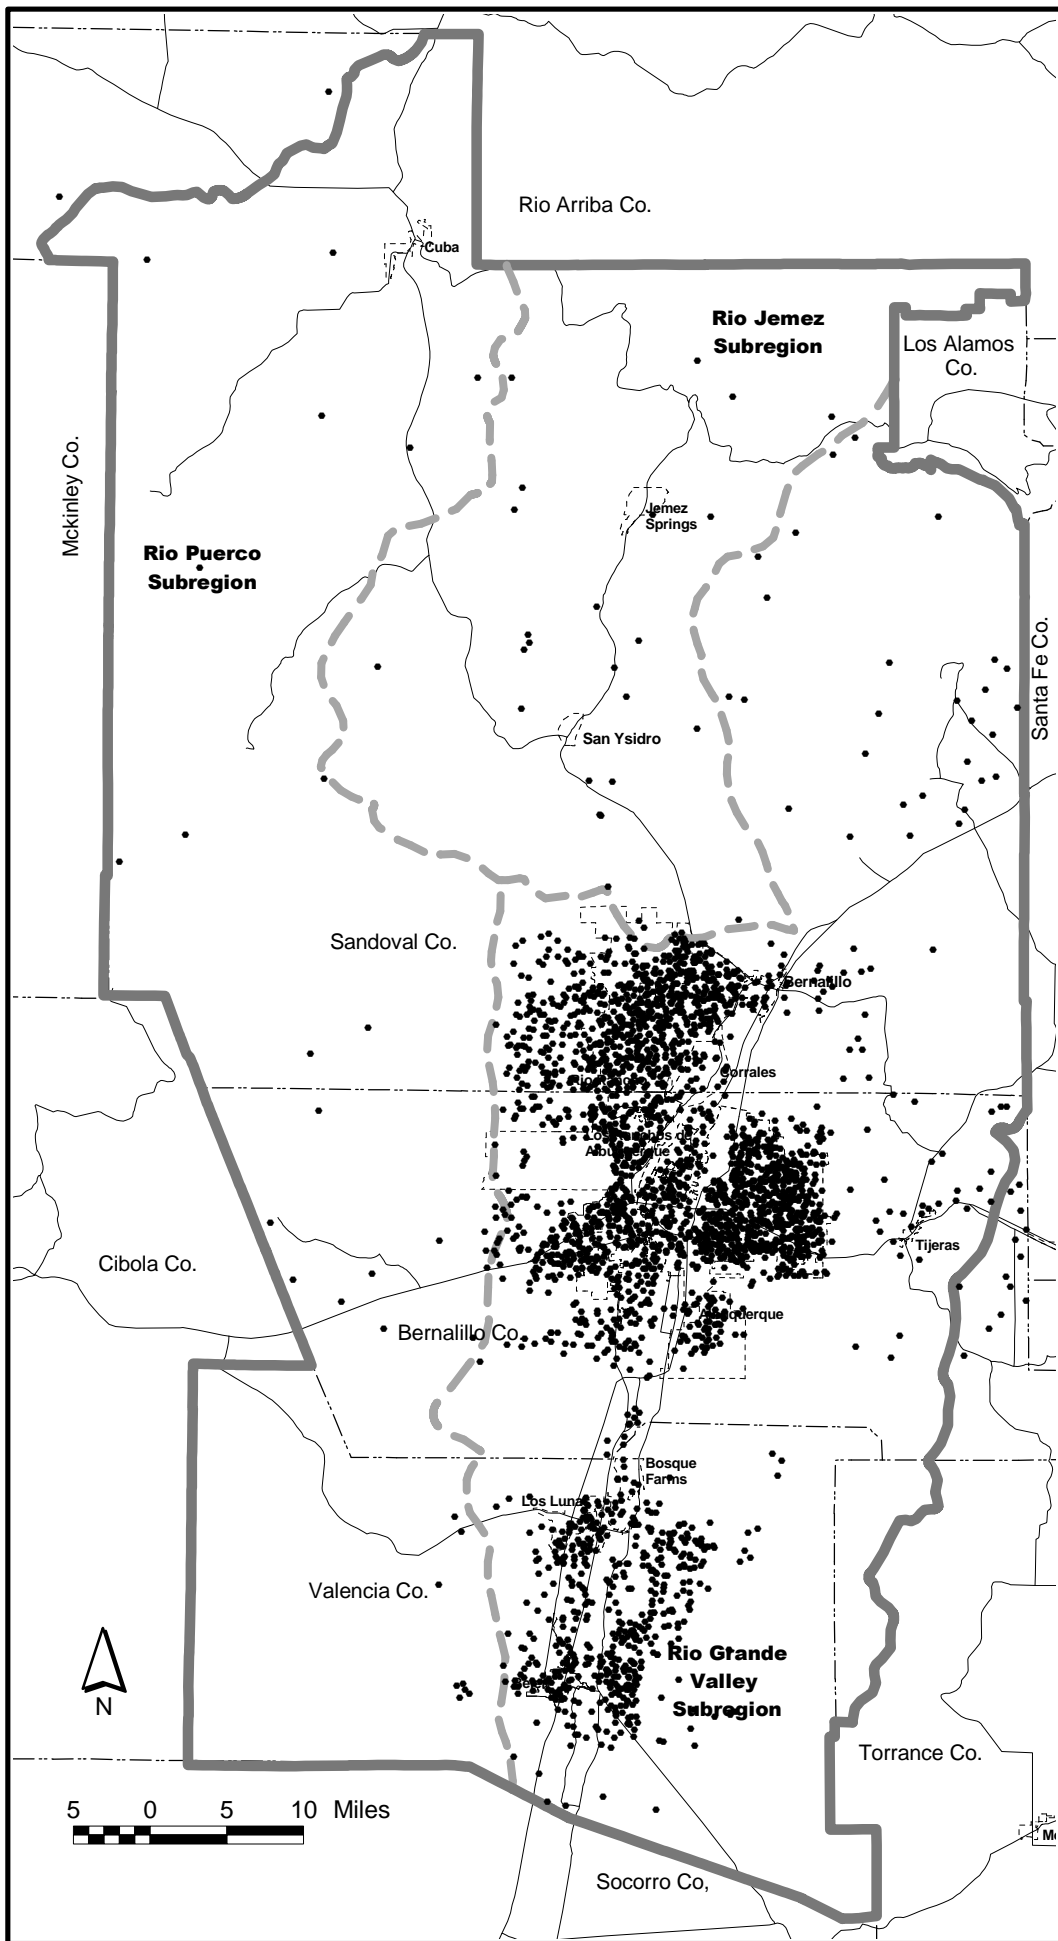 Rio Arriba Co.
Cuba
Rio Jemez
Subregion
Los Alamos
Co.
Mckinley Co.
Jemez
Springs
Rio Puerco
Subregion
Santa Fe Co.
San Ysidro
Sandoval Co.
Bernalillo
Corrales
Albuquerque
Tijeras
Cibola Co.
Albuquerque
Bernalillo Co.
Bosque
Farms
Los Lunas
Valencia Co.
Rio Grande
Valley
Subregion
N
Torrance Co.
5 0 5 10 Miles
Socorro Co,